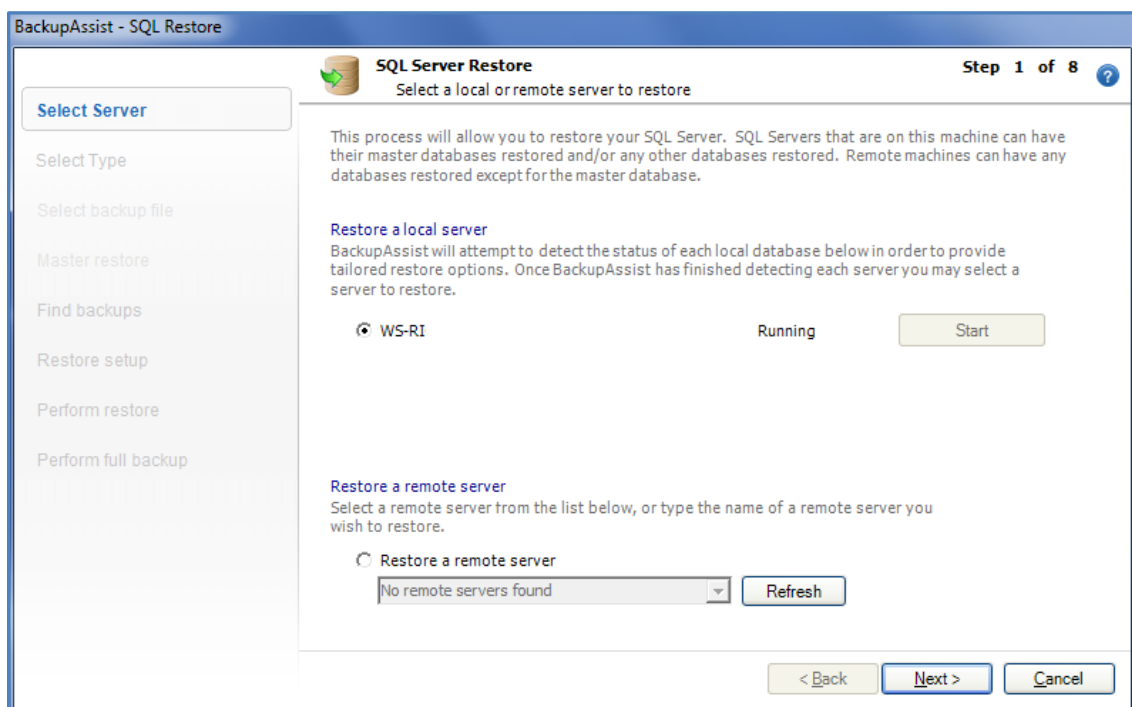 BackupAssist - SQL Restore
SQL Server Restore
Step 1 of 8
?
Select a local or remote server to restore
Select Server
Select Type
Select backup file
Master restore
Find backups
Restore setup
Perform restore
Perform full backup
This process will allow you to restore your SQL Server. SQL Servers that are on this machine can have
their master databases restored and/or any other databases restored. Remote machines can have any
databases restored except for the master database.
Restore a local server
BackupAssist will attempt to detect the status of each local database below in order to provide
tailored restore options. Once BackupAssist has finished detecting each server you may select a
server to restore.
WS-RI Running Start
Restore a remote server
Select a remote server from the list below, or type the name of a remote server you
wish to restore.
Restore a remote server
No remote servers found Refresh
< Back Next > Cancel